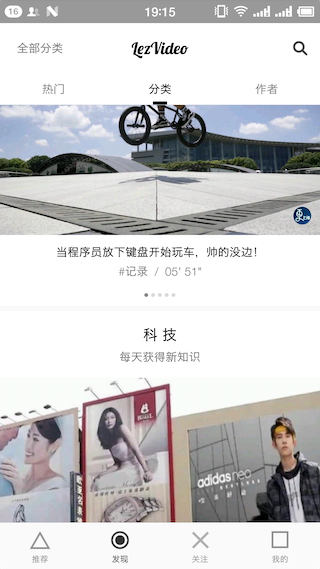 16
19:15
全部分类
LezVideo
热门
分类
作者
当程序员放下键盘开始玩车,帅的没边!
#记录 / 05' 51"
科技
每天获得新知识
adidas neo
推荐
发现
关注
我的